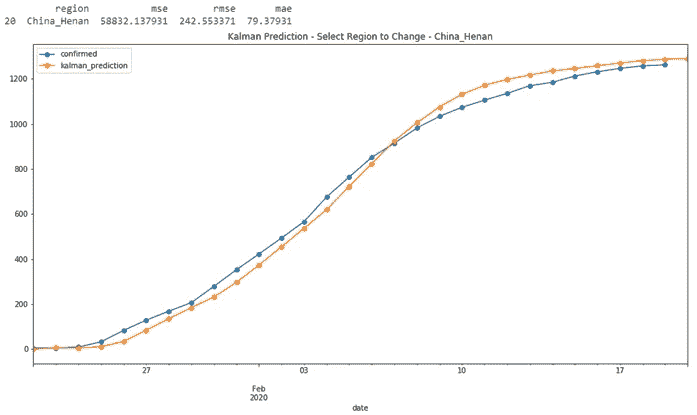 region mse rmse mae
20 China_Henan 58832.137931 242.553371 79.37931
Kalman Prediction - Select Region to Change - China_Henan
confirmed
kalman_prediction
1200
1000
800
600
400
200
0
27 03 10 17
Feb
2020
date